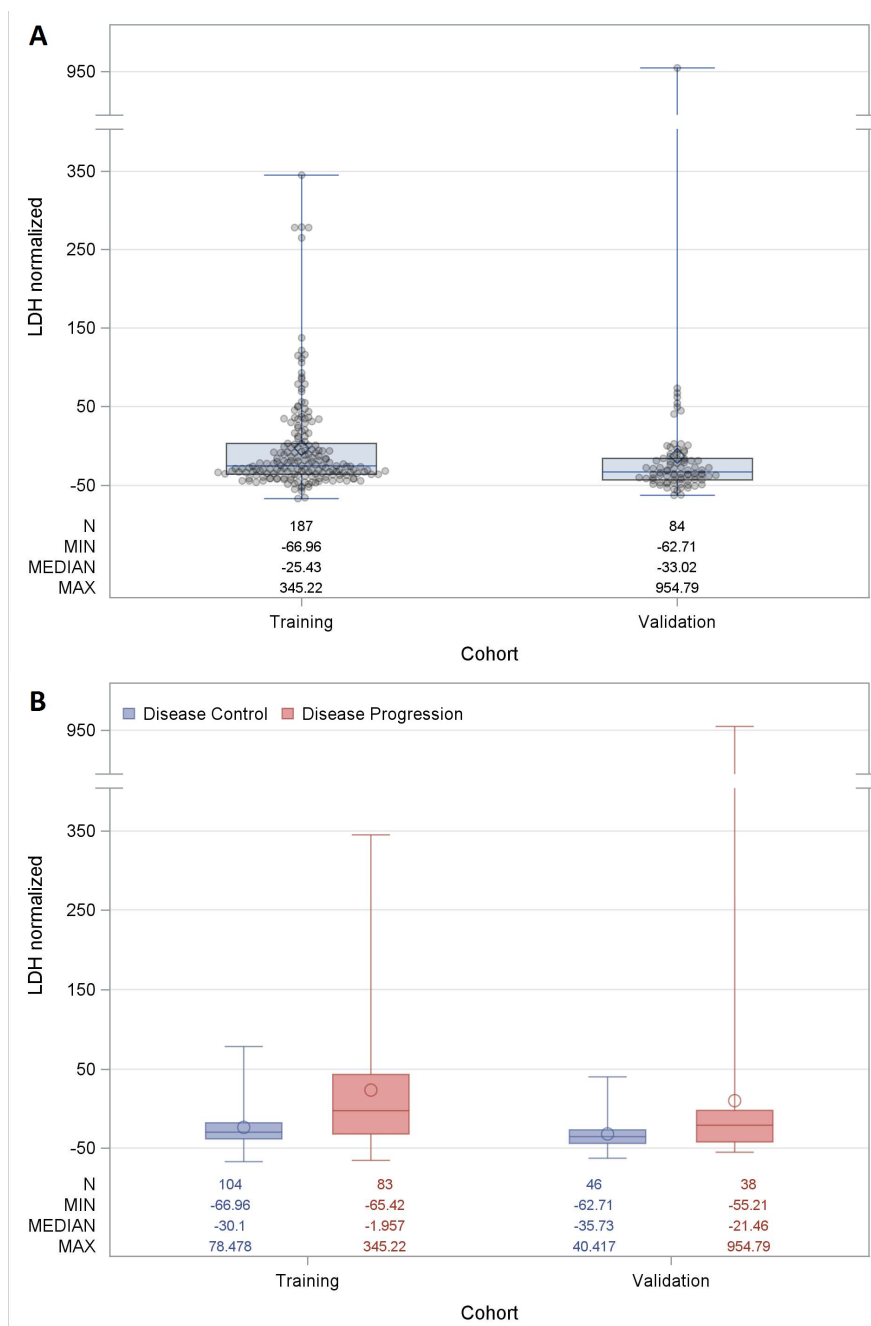 A
950
350
250
150
50
-50
LDH normalized
N 187 84
MIN -66.96 -62.71
MEDIAN -25.43 -33.02
MAX 345.22 954.79
Training Validation
Cohort
B
Disease Control Disease Progression
950
350
250
150
50
-50
LDH normalized
N 104 83 46 38
MIN -66.96 -65.42 -62.71 -55.21
MEDIAN -30.1 -1.957 -35.73 -21.46
MAX 78.478 345.22 40.417 954.79
Training Validation
Cohort